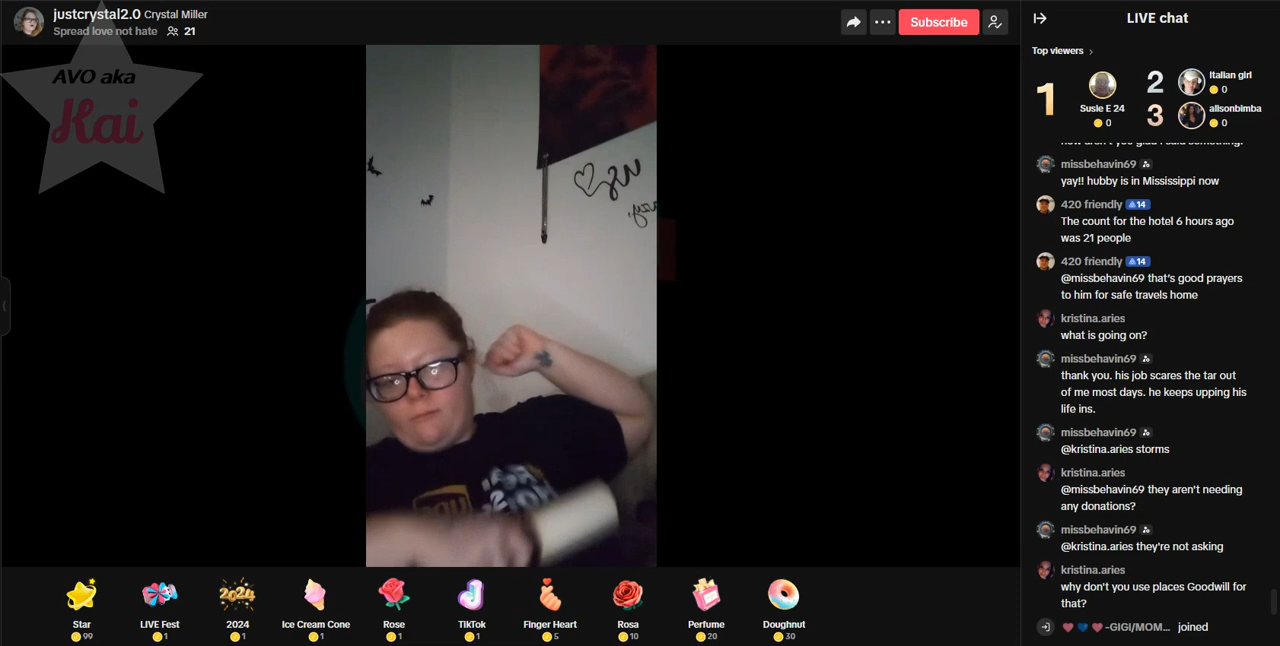 justcrystal2.0 Crystal Miller
Spread love not hate 21
Subscribe
AVO aka
Kai
LIVE chat
Top viewers
1
Susie E 24
0
2
Italian girl
0
3
alisonbimba
0
missbehavin69
yay!! hubby is in Mississippi now
420 friendly 14
The count for the hotel 6 hours ago
was 21 people
420 friendly 14
@missbehavin69 that's good prayers
to him for safe travels home
kristina.aries
what is going on?
missbehavin69
thank you. his job scares the tar out
of me most days. he keeps upping his
life ins.
missbehavin69
@kristina.aries storms
kristina.aries
@missbehavin69 they aren't needing
any donations?
missbehavin69
@kristina.aries they're not asking
kristina.aries
why don't you use places Goodwill for
that?
-GIGI/MOM... joined
Star
99
LIVE Fest
1
2024
2024
1
Ice Cream Cone
1
Rose
1
TikTok
1
Finger Heart
5
Rosa
10
Perfume
20
Doughnut
30